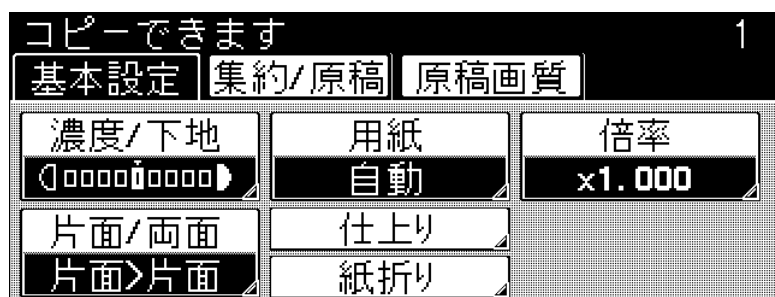 コピーできます 1
基本設定 集約/原稿 原稿画質
濃度/下地 用紙 倍率
自動 x1.000
片面/両面 仕上り
片面>片面 紙折り